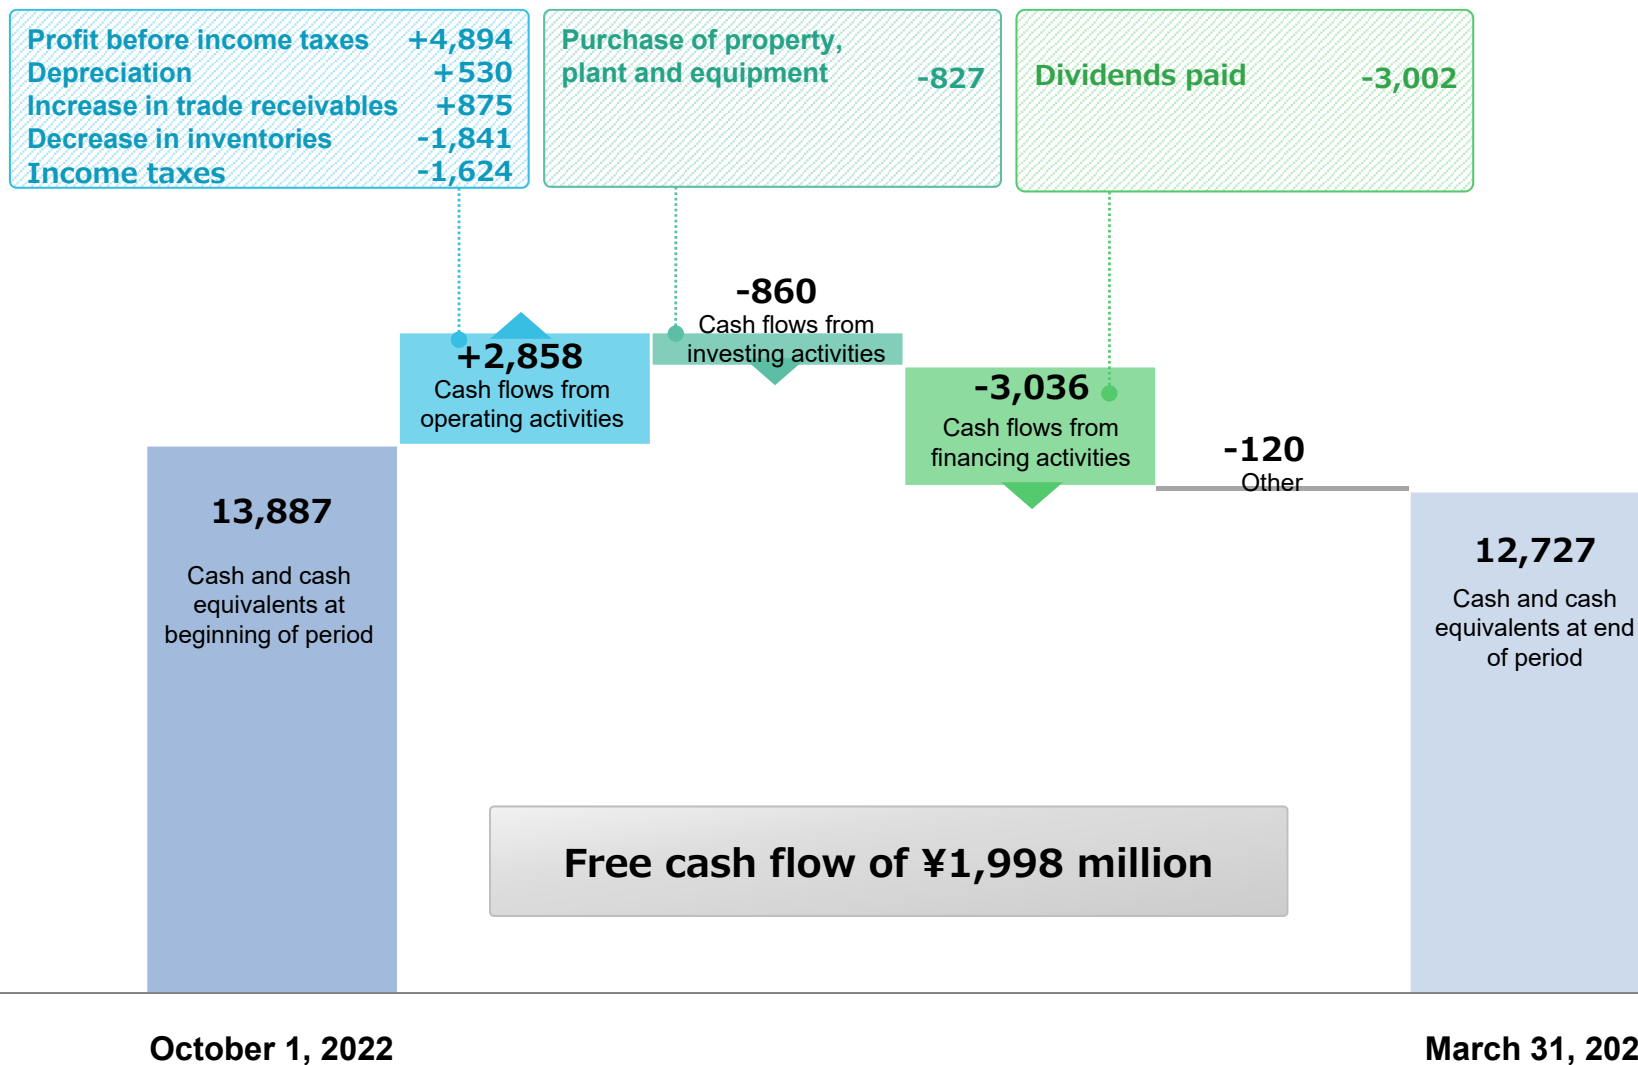 Profit before income taxes +4,894
Depreciation +530
Increase in trade receivables +875
Decrease in inventories -1,841
Income taxes -1,624
Purchase of property,
plant and equipment -827
Dividends paid -3,002
-860
Cash flows from
investing activities
+2,858
Cash flows from
operating activities
-3,036
Cash flows from
financing activities
-120
Other
13,887
Cash and cash
equivalents at
beginning of period
12,727
Cash and cash
equivalents at end
of period
Free cash flow of ¥1,998 million
October 1, 2022
March 31, 202